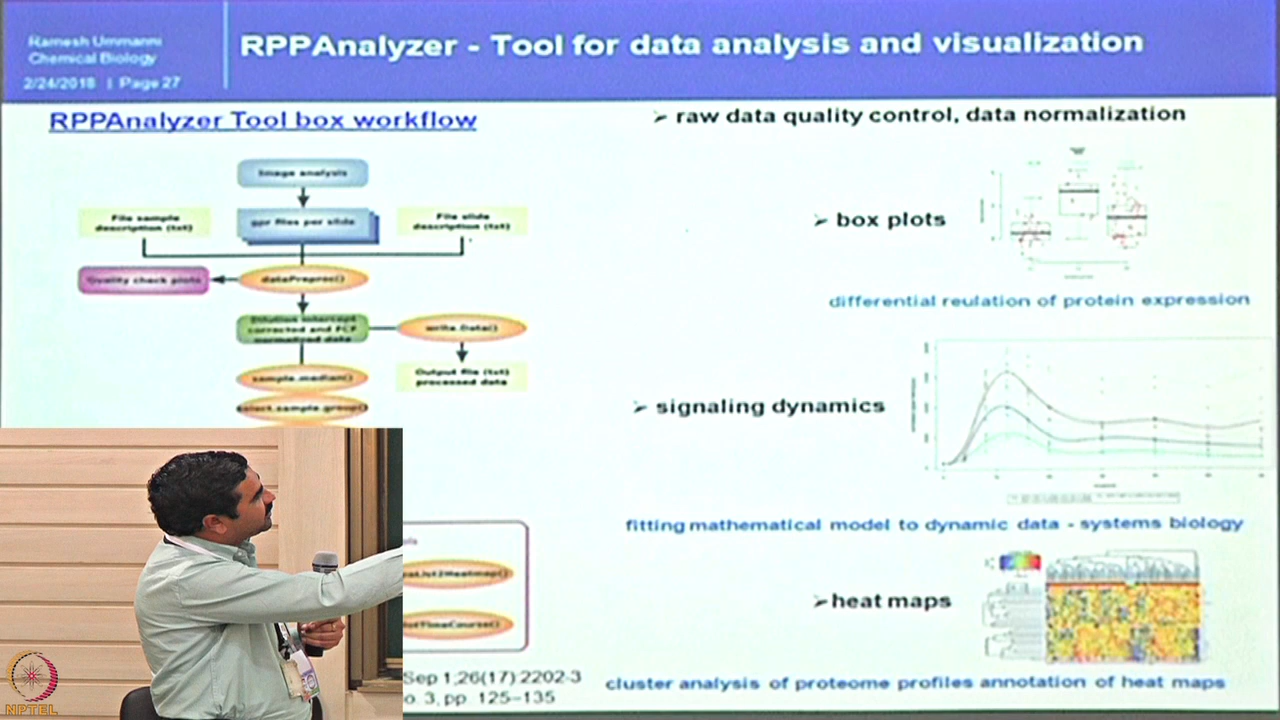 Ramesh Ummanni
Chemical Biology
2/24/2018 | Page 27
RPPAnalyzer - Tool for data analysis and visualization
RPPAnalyzer Tool box workflow
Image analysis
File sample
description (txt)
gpr files per slide
File slide
description (txt)
Quality check plots
dataPreproc()
Dilution intercept
corrected and FCF
normalized data
write.Data()
sample.median()
Output file (txt)
processed data
select.sample.group()
Sep 1;26(17) 2202-3
o. 3, pp. 125–135
➢ raw data quality control, data normalization
➢ box plots
differential reulation of protein expression
➢ signaling dynamics
fitting mathematical model to dynamic data - systems biology
➢ heat maps
cluster analysis of proteome profiles annotation of heat maps
NPTEL